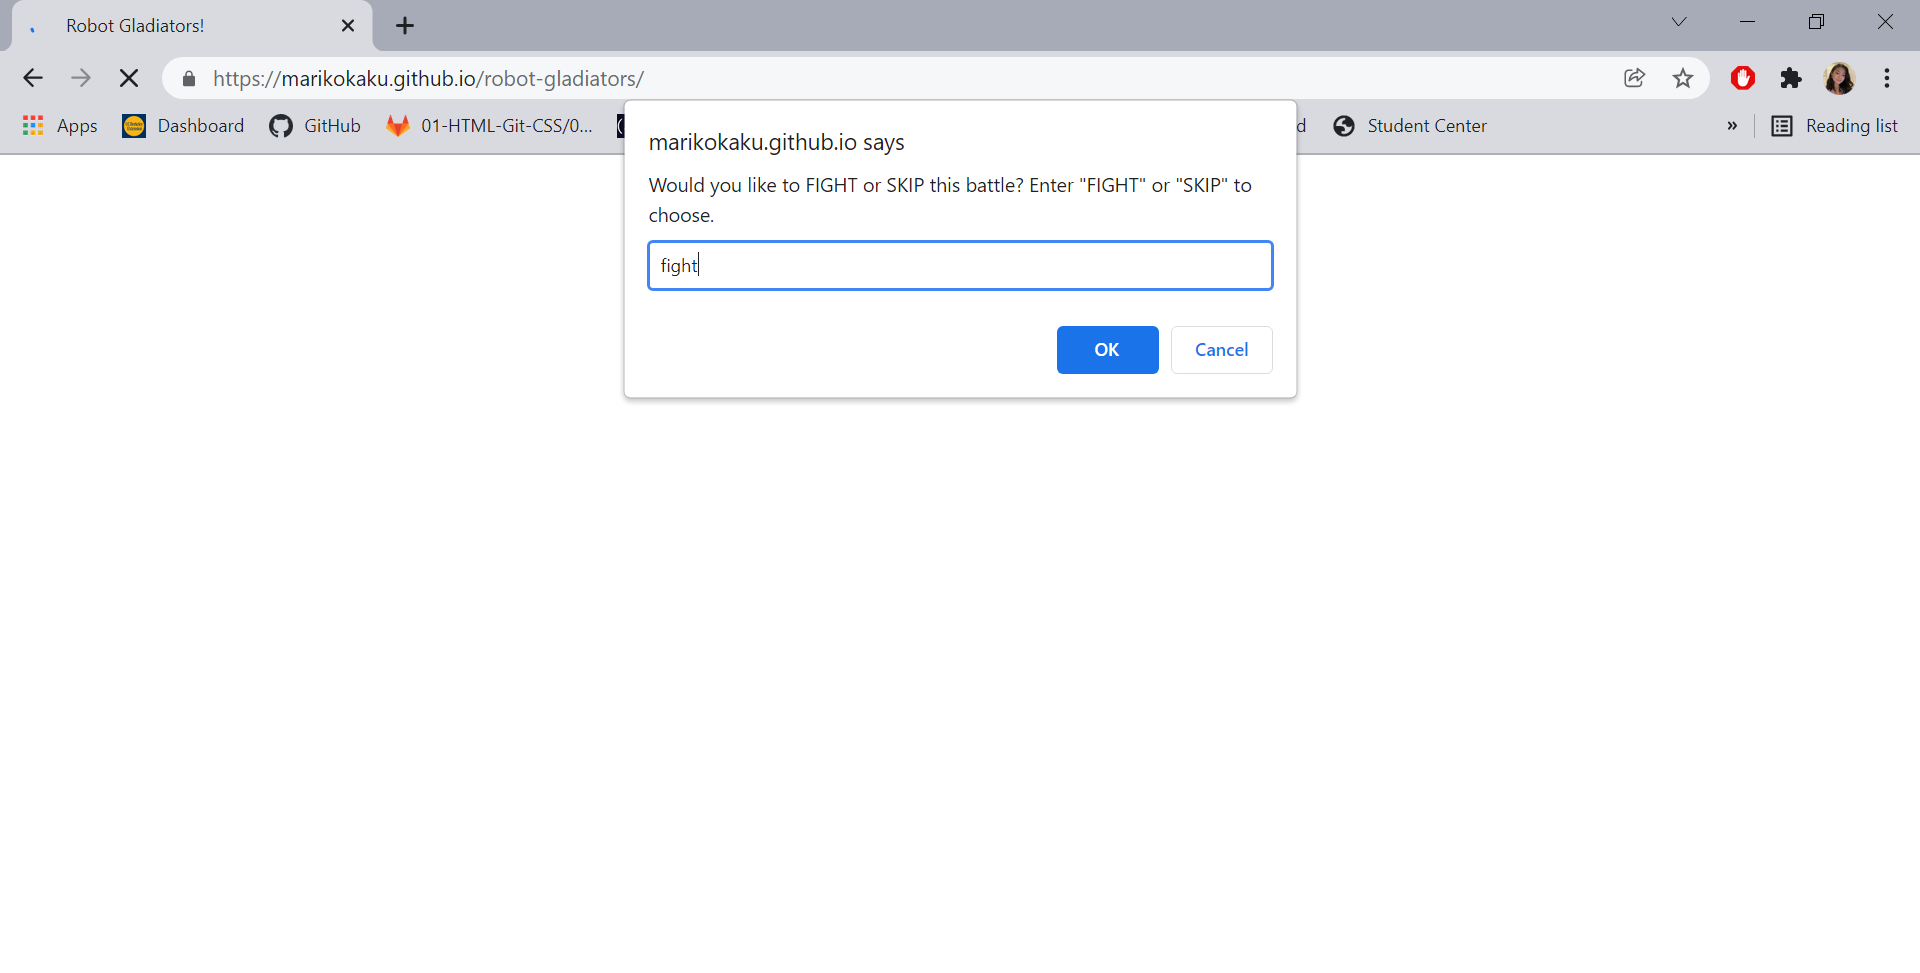 Robot Gladiators!
https://marikokaku.github.io/robot-gladiators/
Apps Dashboard GitHub 01-HTML-Git-CSS/0... Student Center » Reading list
marikokaku.github.io says
Would you like to FIGHT or SKIP this battle? Enter "FIGHT" or "SKIP" to
choose.
fight
OK Cancel